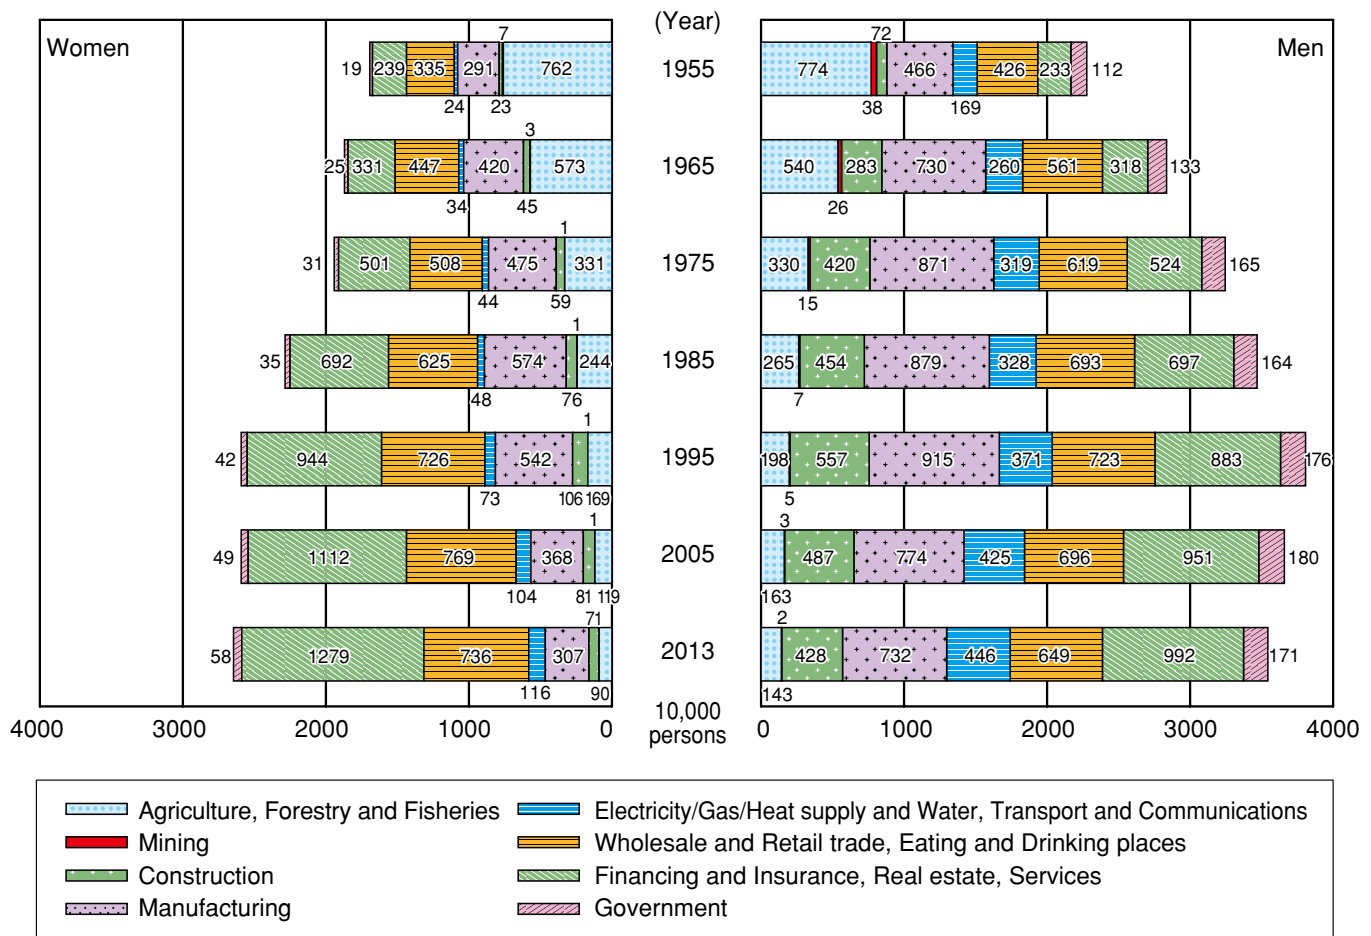 (Year)
Women
Men
7
72
19 239 335 291 762
1955
774 466 426 233 112
24 23
38 169
3
25 331 447 420 573
1965
540 283 730 260 561 318 133
34 45
26
1
31 501 508 475 331
1975
330 420 871 319 619 524 165
44 59
15
1
35 692 625 574 244
1985
265 454 879 328 693 697 164
48 76
7
1
42 944 726 542
1995
198 557 915 371 723 883 176
73 106 169
5
1
3
49 1112 769 368
2005
487 774 425 696 951 180
104 81 119
163
71
2
58 1279 736 307
2013
428 732 446 649 992 171
116 90
143
4000 3000 2000 1000 0
10,000
persons
0 1000 2000 3000 4000
Agriculture, Forestry and Fisheries
Electricity/Gas/Heat supply and Water, Transport and Communications
Mining
Wholesale and Retail trade, Eating and Drinking places
Construction
Financing and Insurance, Real estate, Services
Manufacturing
Government